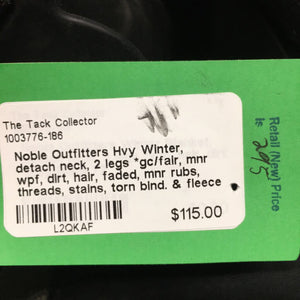 The Tack Collector
1003776-186
Noble Outfitters Hvy Winter,
detach neck, 2 legs *gc/fair, mnr
wpf, dirt, hair, faded, mnr rubs,
threads, stains, torn bind. & fleece
$115.00
L2QKAF
Retail (New) Price
is 295